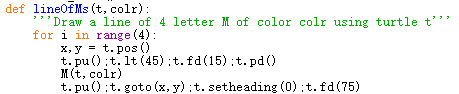 def lineOfMs(t,colr):
    '''Draw a line of 4 letter M of color colr using turtle t'''
    for i in range(4):
        x,y = t.pos()
        t.pu();t.lt(45);t.fd(15);t.pd()
        M(t,colr)
        t.pu();t.goto(x,y);t.setheading(0);t.fd(75)